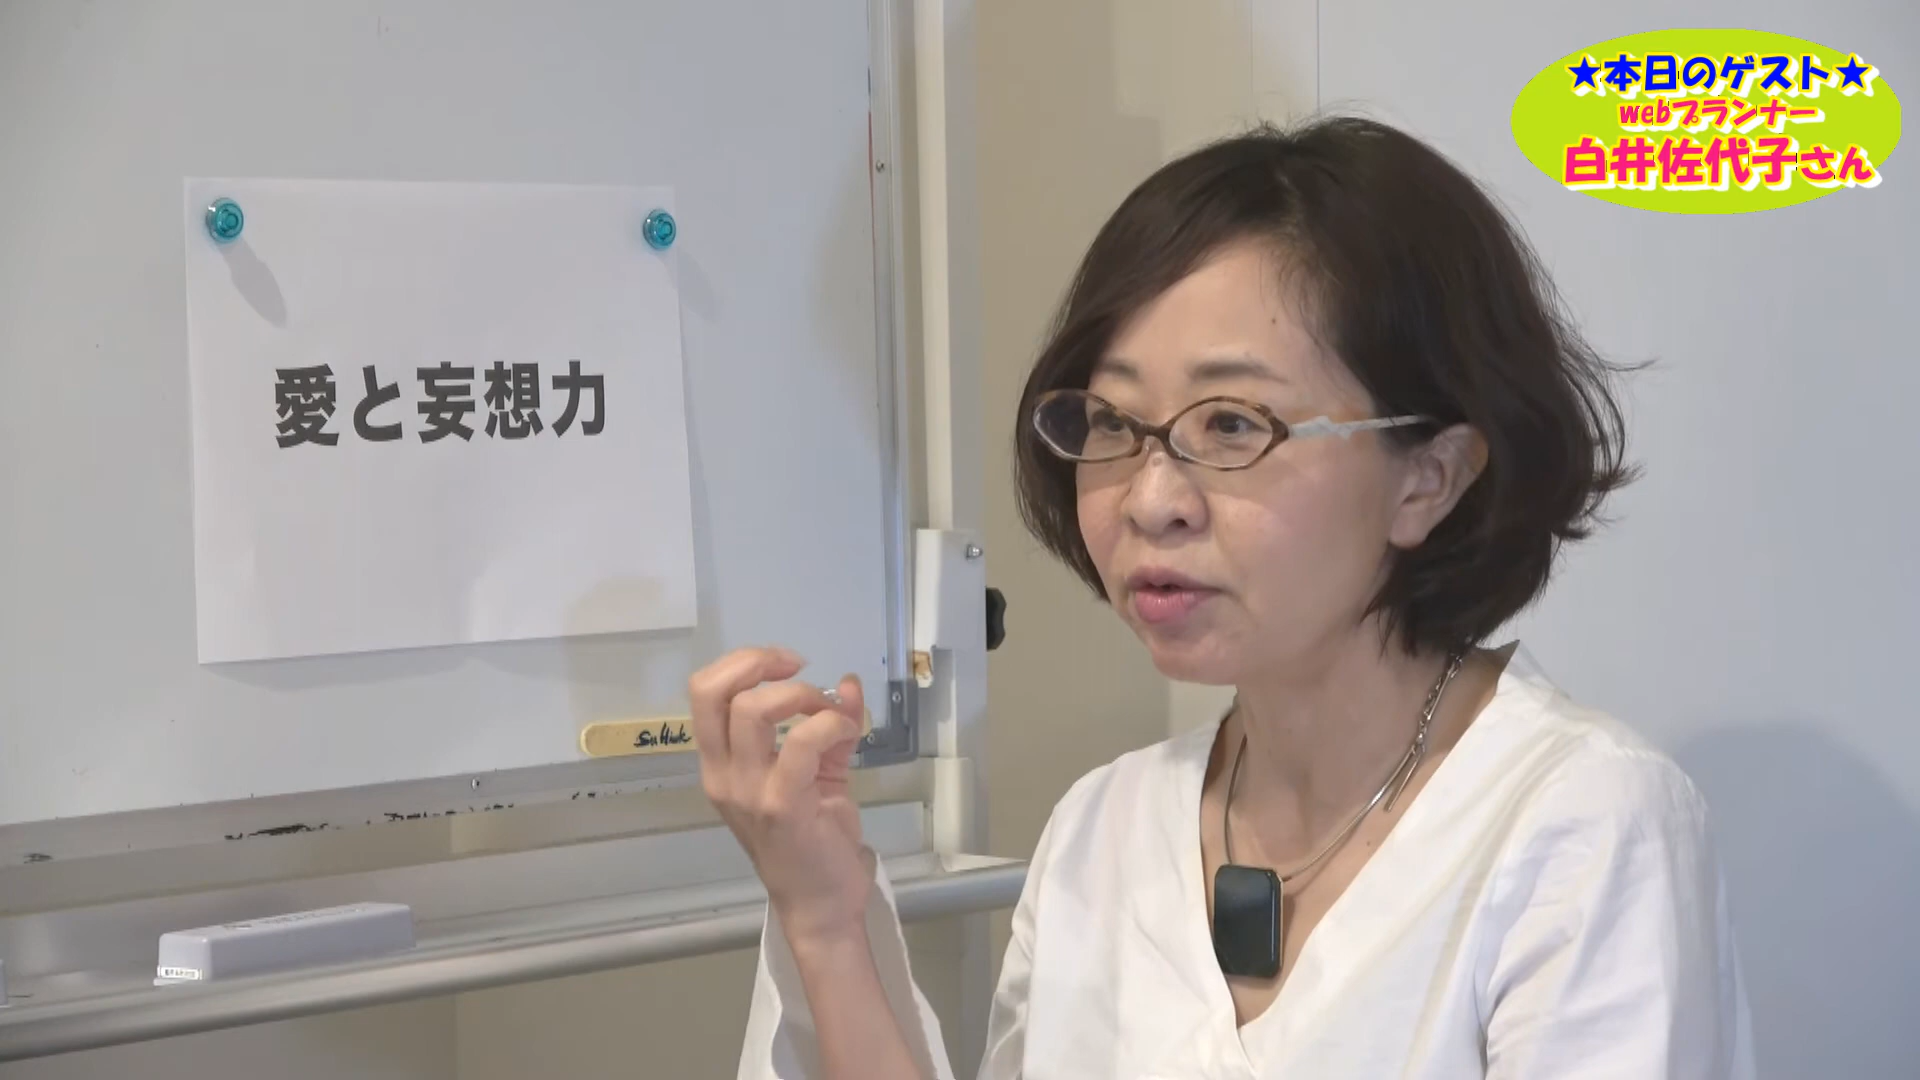 ★本日のゲスト★
webプランナー
白井佐代子さん
愛と妄想力